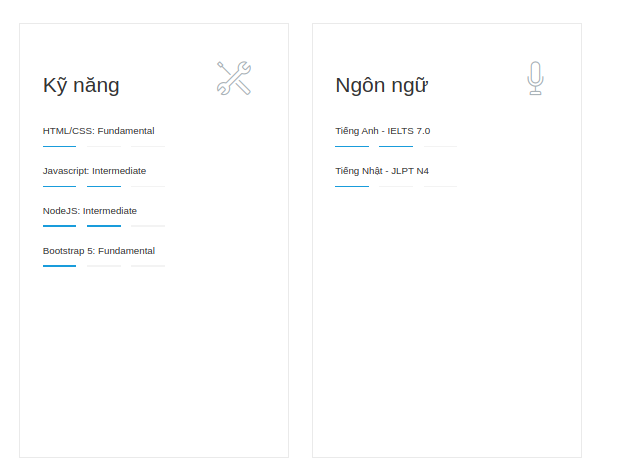 Kỹ năng
HTML/CSS: Fundamental
Javascript: Intermediate
NodeJS: Intermediate
Bootstrap 5: Fundamental
Ngôn ngữ
Tiếng Anh - IELTS 7.0
Tiếng Nhật - JLPT N4